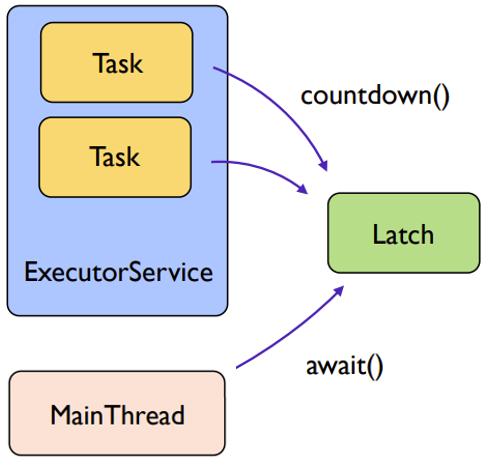 Task
countdown()
Task
Latch
ExecutorService
await()
MainThread